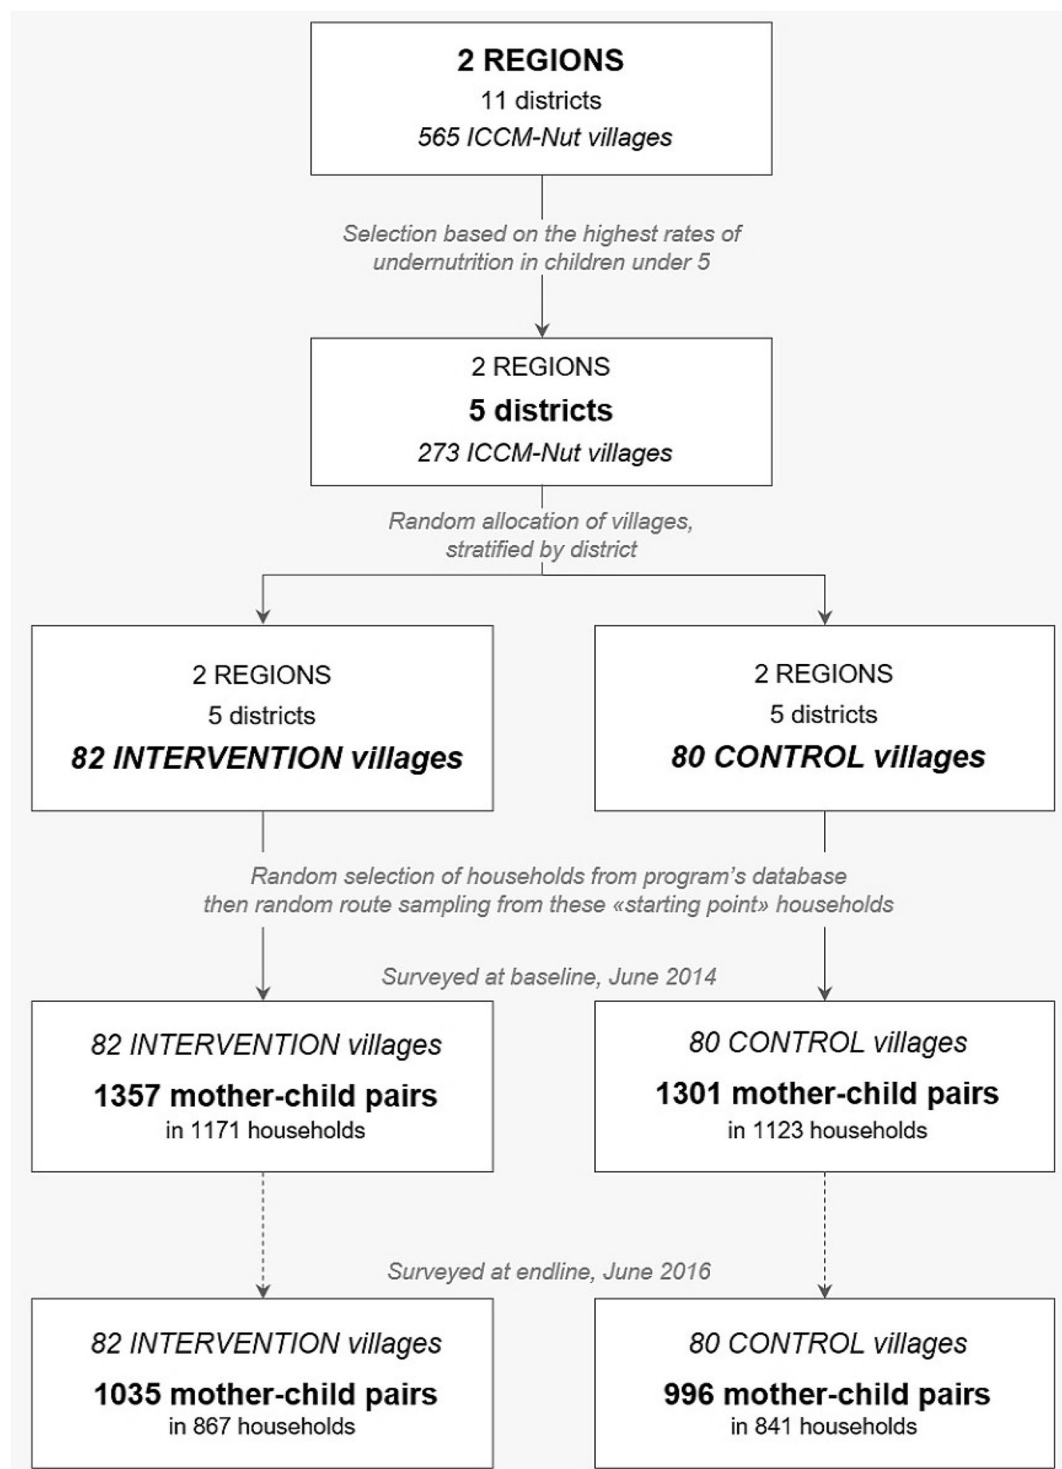 2 REGIONS
11 districts
565 ICCM-Nut villages
Selection based on the highest rates of
undernutrition in children under 5
2 REGIONS
5 districts
273 ICCM-Nut villages
Random allocation of villages,
stratified by district
2 REGIONS
5 districts
82 INTERVENTION villages
2 REGIONS
5 districts
80 CONTROL villages
Random selection of households from program's database
then random route sampling from these «starting point» households
Surveyed at baseline, June 2014
82 INTERVENTION villages
1357 mother-child pairs
in 1171 households
80 CONTROL villages
1301 mother-child pairs
in 1123 households
Surveyed at endline, June 2016
82 INTERVENTION villages
1035 mother-child pairs
in 867 households
80 CONTROL villages
996 mother-child pairs
in 841 households